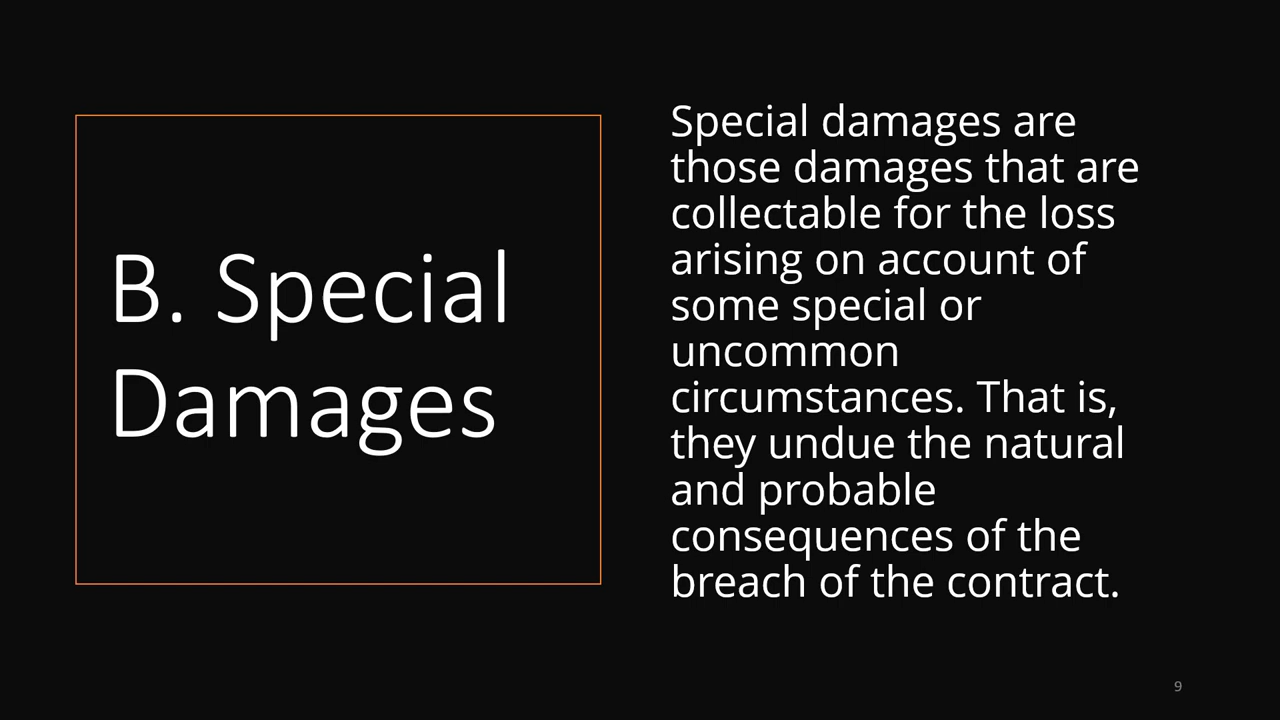 B. Special
Damages
Special damages are
those damages that are
collectable for the loss
arising on account of
some special or
uncommon
circumstances. That is,
they undue the natural
and probable
consequences of the
breach of the contract.
9